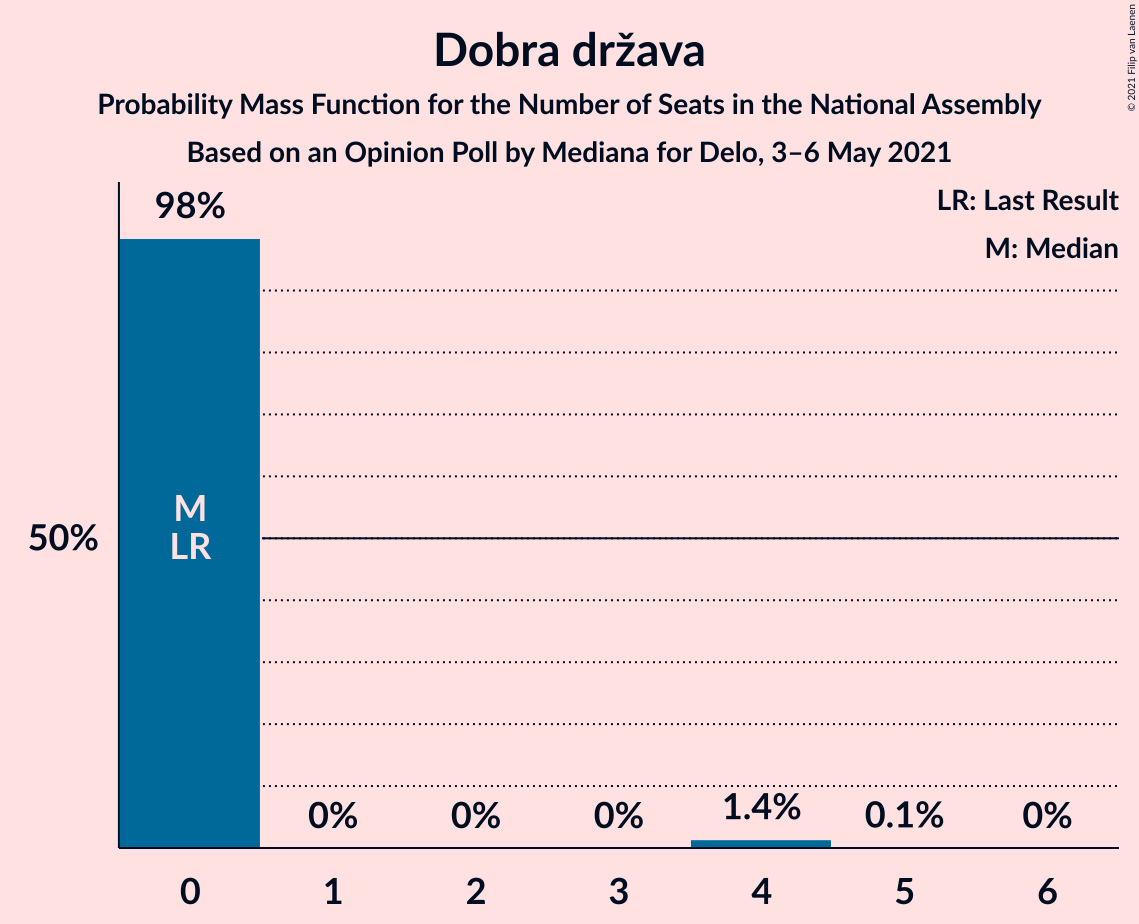 Dobra država
Probability Mass Function for the Number of Seats in the National Assembly
Based on an Opinion Poll by Mediana for Delo, 3–6 May 2021
© 2021 Filip van Laenen
LR: Last Result
M: Median
98%
M
LR
50%
0%
0%
0%
1.4%
0.1%
0%
0
1
2
3
4
5
6